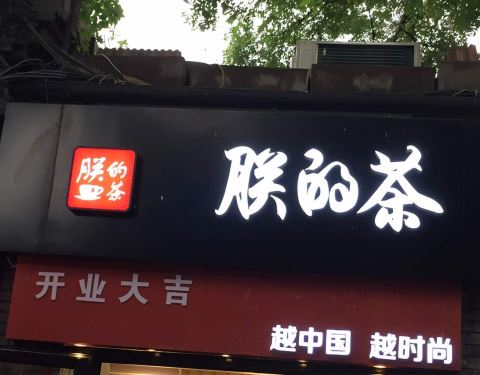 朕的茶
朕的茶
开业大吉
越中国 越时尚